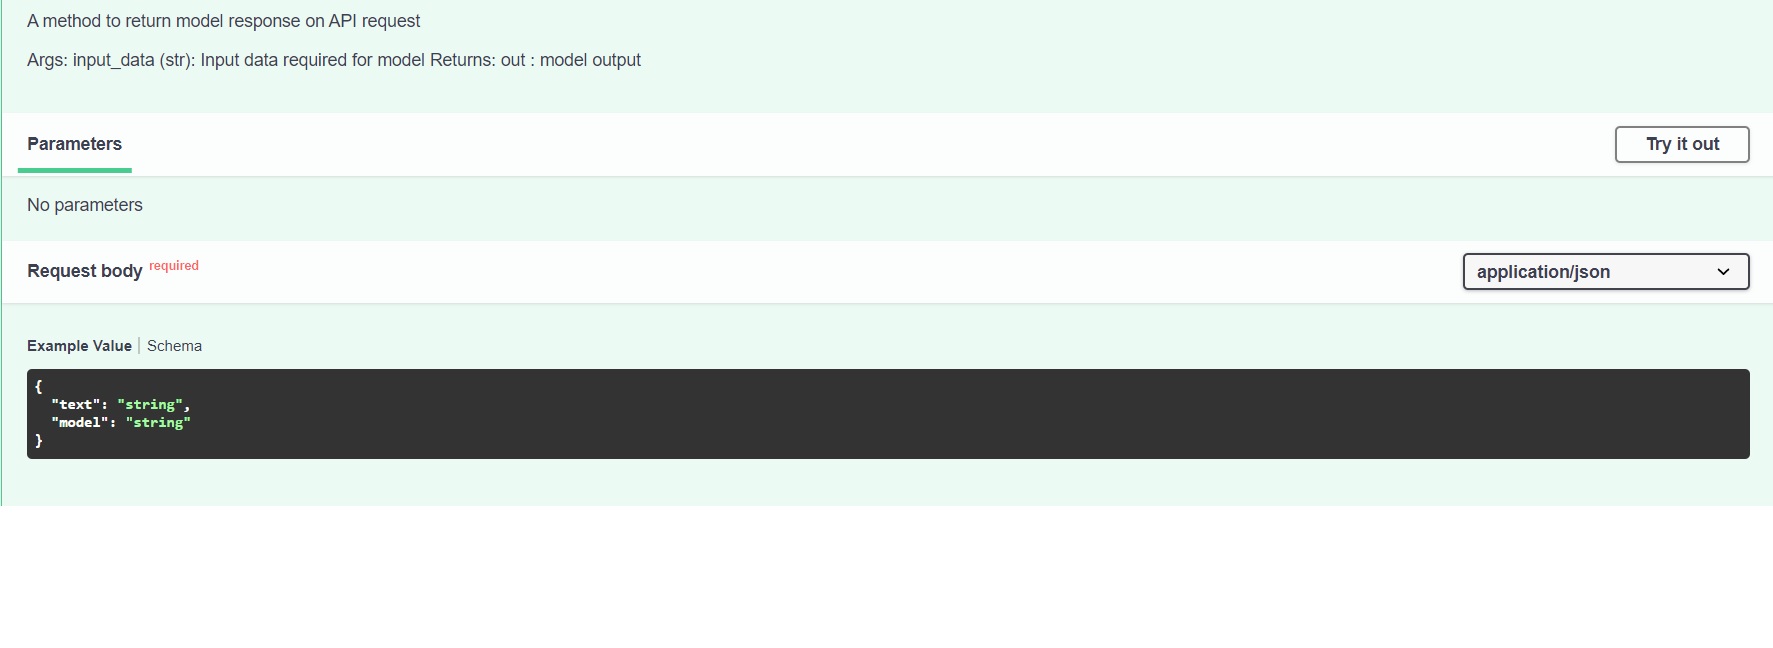 A method to return model response on API request
Args: input_data (str): Input data required for model Returns: out : model output
Parameters
Try it out
No parameters
Request body required
application/json
Example Value | Schema
{
  "text": "string",
  "model": "string"
}